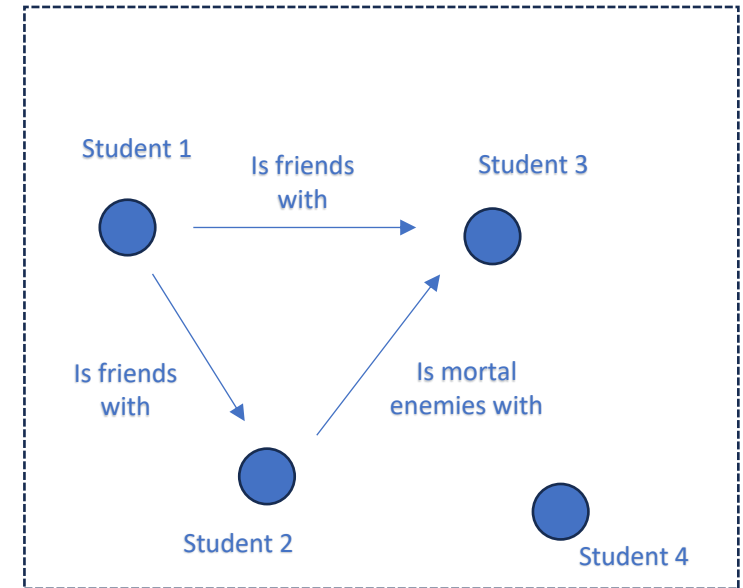 Student 1
Is friends
with
Student 3
Is friends
with
Is mortal
enemies with
Student 2
Student 4